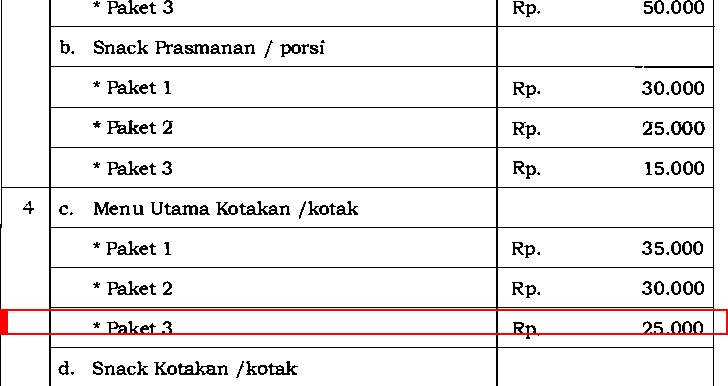 * Paket 3 Rp. 50.000
b. Snack Prasmanan / porsi
* Paket 1 Rp. 30.000
* Paket 2 Rp. 25.000
* Paket 3 Rp. 15.000
4 c. Menu Utama Kotakan /kotak
* Paket 1 Rp. 35.000
* Paket 2 Rp. 30.000
* Paket 3 Rp. 25.000
d. Snack Kotakan /kotak